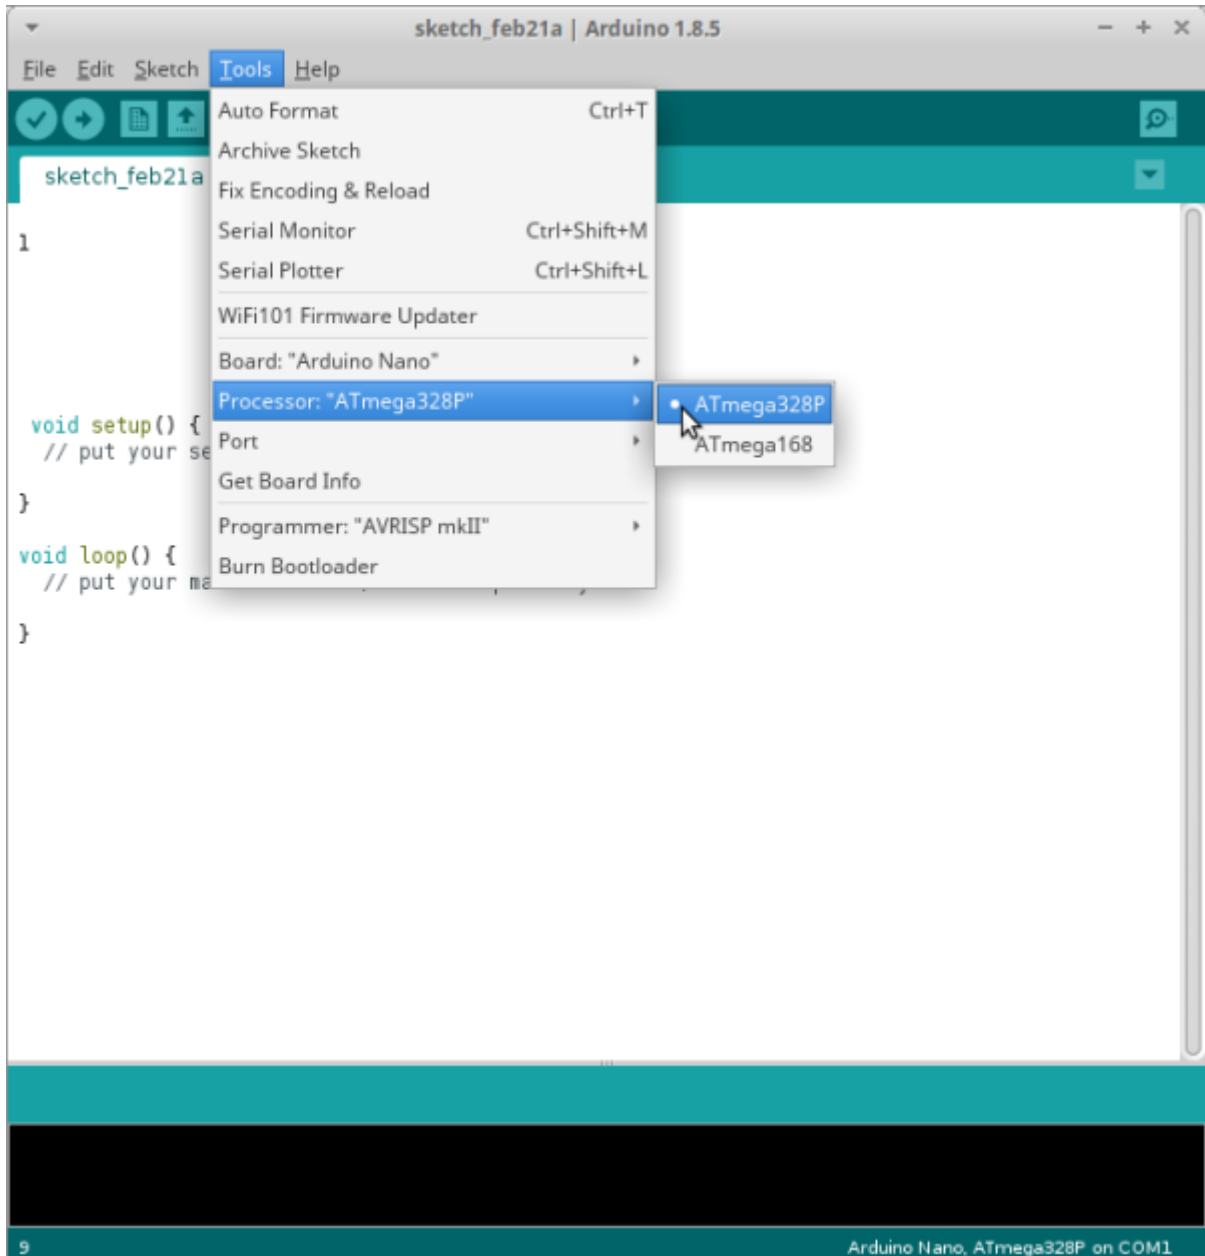 sketch_feb21a | Arduino 1.8.5
File Edit Sketch Tools Help
Auto Format Ctrl+T
Archive Sketch
sketch_feb21a
Fix Encoding & Reload
Serial Monitor Ctrl+Shift+M
l
Serial Plotter Ctrl+Shift+L
WiFi101 Firmware Updater
Board: "Arduino Nano"
Processor: "ATmega328P"
ATmega328P
void setup() {
Port
ATmega168
// put your se
Get Board Info
}
Programmer: "AVRISP mkII"
void loop() {
Burn Bootloader
// put your ma
}
9 Arduino Nano, ATmega328P on COM1